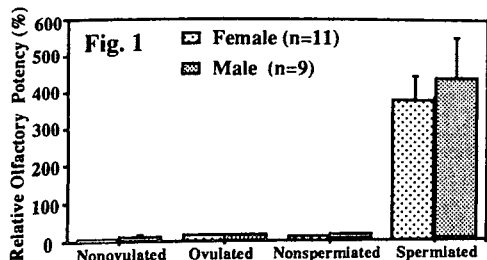 Relative Olfactory Potency (%)
600
500
400
300
200
100
0
Fig. 1
Female (n=11)
Male (n=9)
Nonovulated Ovulated Nonspermiated Spermiated